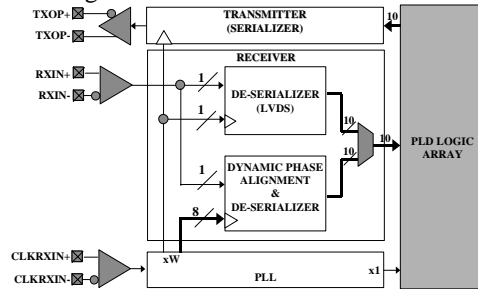 TXOP+
TXOP-
TRANSMITTER
(SERIALIZER)
10
RECEIVER
RXIN+
RXIN-
1
DE-SERIALIZER
(LVDS)
1
10
10
PLD LOGIC
ARRAY
10
1
DYNAMIC PHASE
ALIGNMENT
&
DE-SERIALIZER
8
CLKRXIN+
CLKRXIN-
xW
PLL
x1